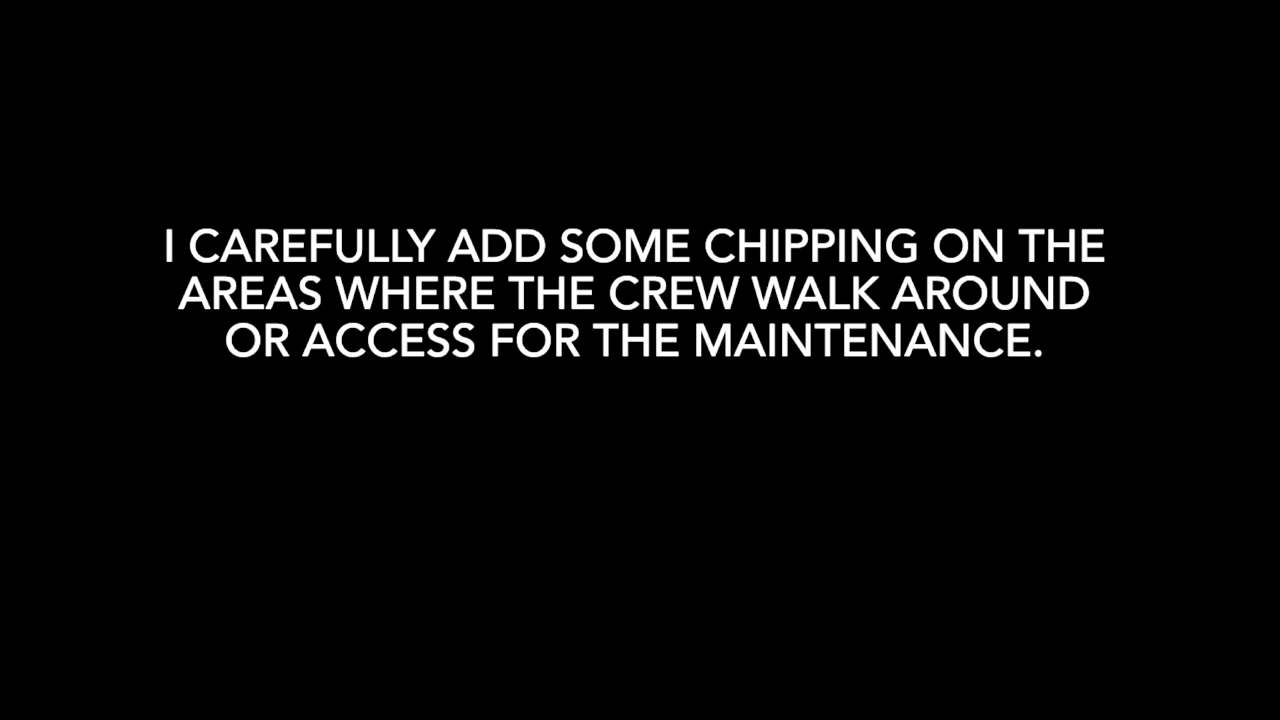 I CAREFULLY ADD SOME CHIPPING ON THE
AREAS WHERE THE CREW WALK AROUND
OR ACCESS FOR THE MAINTENANCE.